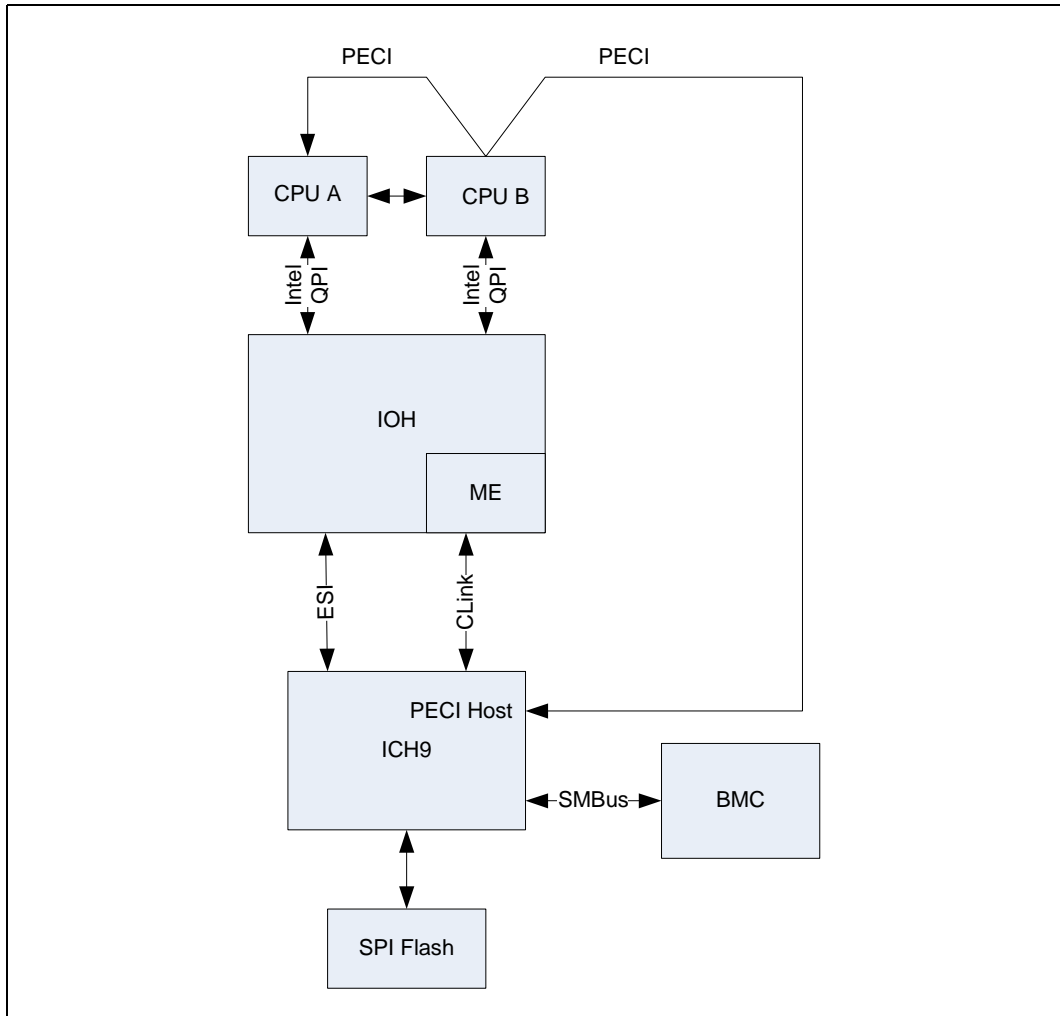 PECI
PECI
CPU A
CPU B
Intel
QPI
Intel
QPI
IOH
ME
ESI
CLink
PECI Host
ICH9
SMBus
BMC
SPI Flash